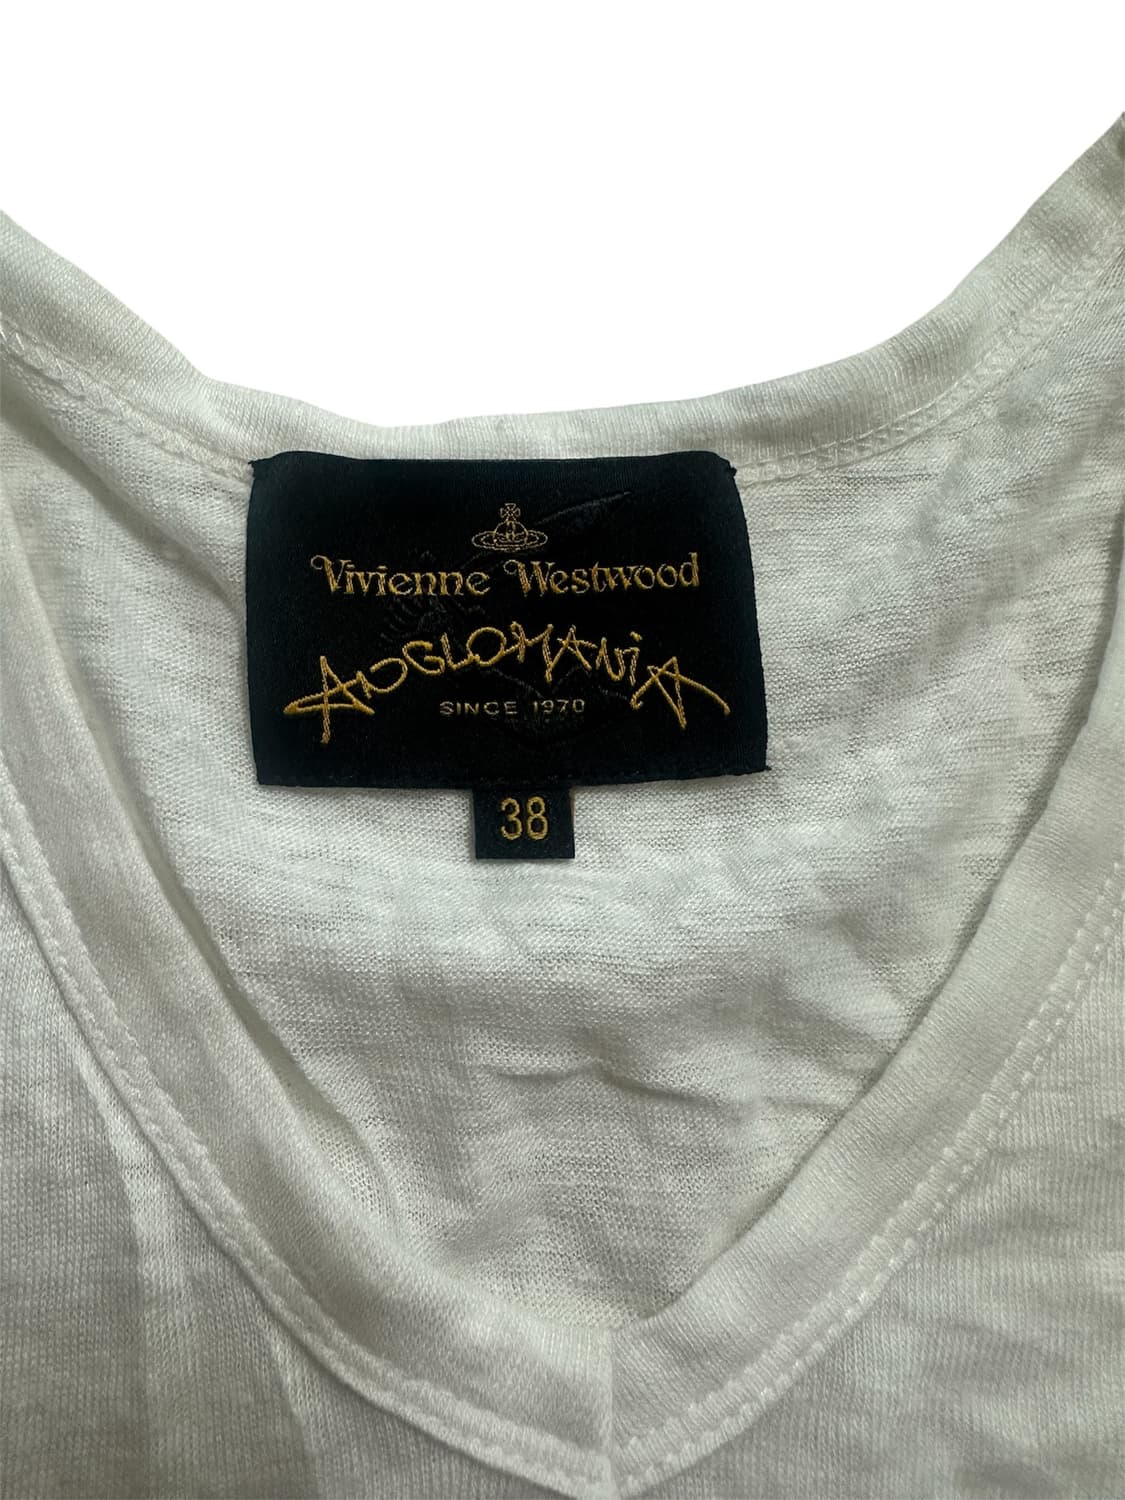 Vivienne Westwood
ANGLOMANiA
SINCE 1970
38